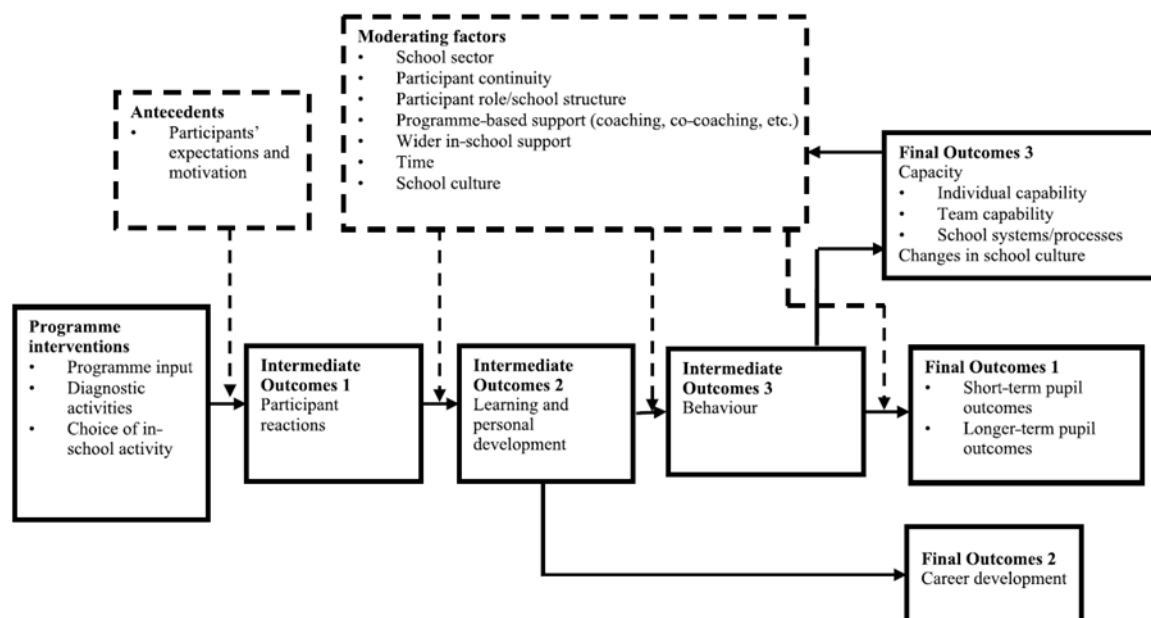 Moderating factors
• School sector
• Participant continuity
• Participant role/school structure
• Programme-based support (coaching, co-coaching, etc.)
• Wider in-school support
• Time
• School culture
Antecedents
• Participants'
expectations and
motivation
Final Outcomes 3
Capacity
• Individual capability
• Team capability
• School systems/processes
Changes in school culture
Programme
interventions
• Programme input
• Diagnostic
activities
• Choice of in-
school activity
Intermediate
Outcomes 1
Participant
reactions
Intermediate
Outcomes 2
Learning and
personal
development
Intermediate
Outcomes 3
Behaviour
Final Outcomes 1
• Short-term pupil
outcomes
• Longer-term pupil
outcomes
Final Outcomes 2
Career development